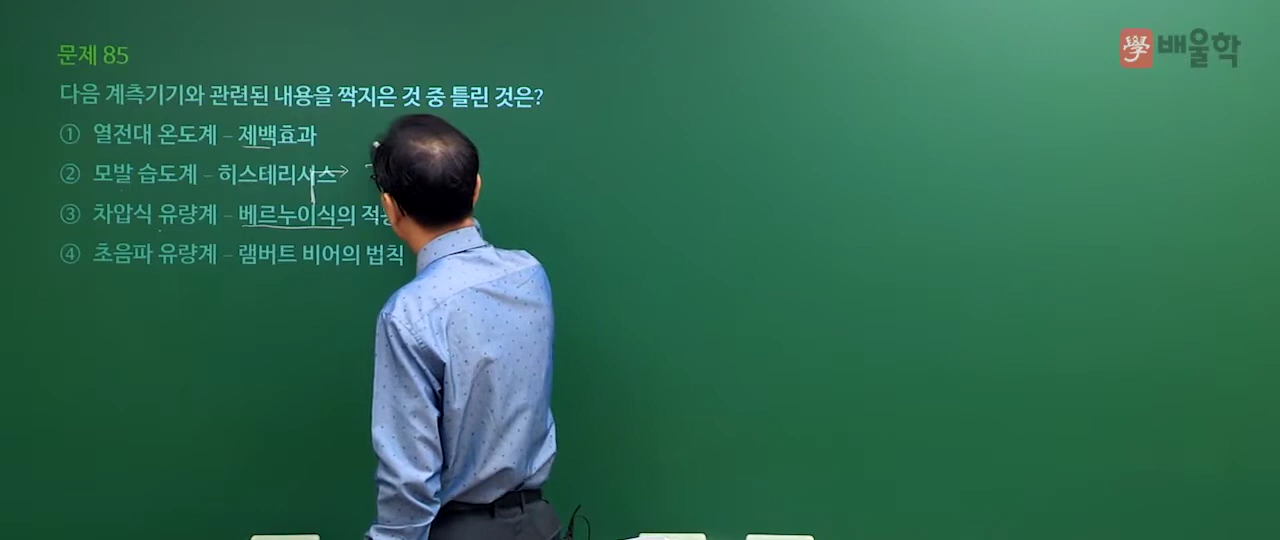 문제 85
學 배울학
다음 계측기기와 관련된 내용을 짝지은 것 중 틀린 것은?
① 열전대 온도계 - 제백효과
② 모발 습도계 - 히스테리시스
③ 차압식 유량계 - 베르누이식의
④ 초음파 유량계 - 램버트 비어의 법칙